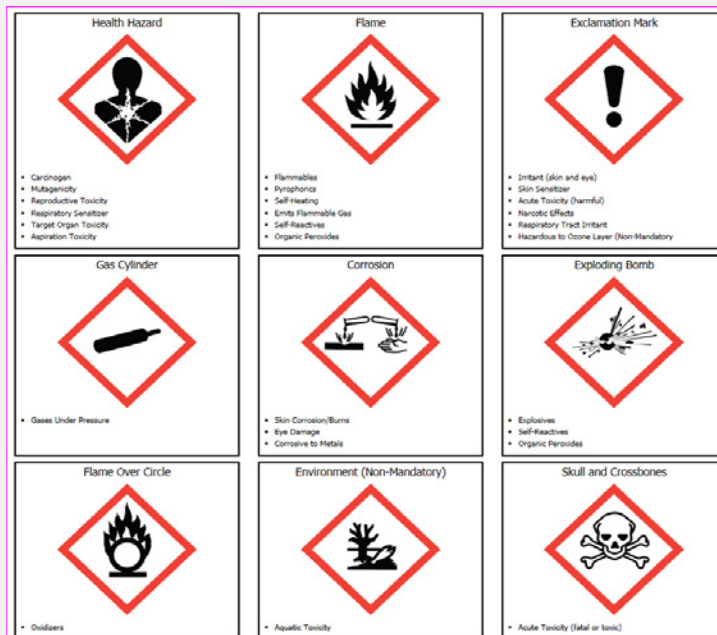 Health Hazard
Carcinogen
Mutagenicity
Reproductive Toxicity
Respiratory Sensitizer
Target Organ Toxicity
Aspiration Toxicity
Flame
Flammables
Pyrophorics
Self-Heating
Emits Flammable Gas
Self-Reactives
Organic Peroxides
Exclamation Mark
Irritant (skin and eye)
Skin Sensitizer
Acute Toxicity (harmful)
Narcotic Effects
Respiratory Tract Irritant
Hazardous to Ozone Layer (Non-Mandatory
Gas Cylinder
Gases Under Pressure
Corrosion
Skin Corrosion/Burns
Eye Damage
Corrosive to Metals
Exploding Bomb
Explosives
Self-Reactives
Organic Peroxides
Flame Over Circle
Oxidizers
Environment (Non-Mandatory)
Aquatic Toxicity
Skull and Crossbones
Acute Toxicity (fatal or toxic)